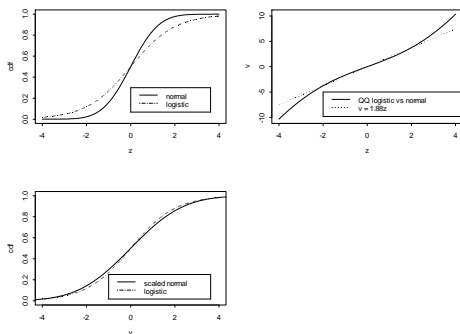 cdf
1.0
0.8
0.6
0.4
0.2
0.0
normal
logistic
-4 -2 0 2 4
z
v
10
5
0
-5
-10
QQ logistic vs normal
v = 1.88z
-4 -2 0 2 4
z
cdf
1.0
0.8
0.6
0.4
0.2
0.0
scaled normal
logistic
-4 -2 0 2 4
v